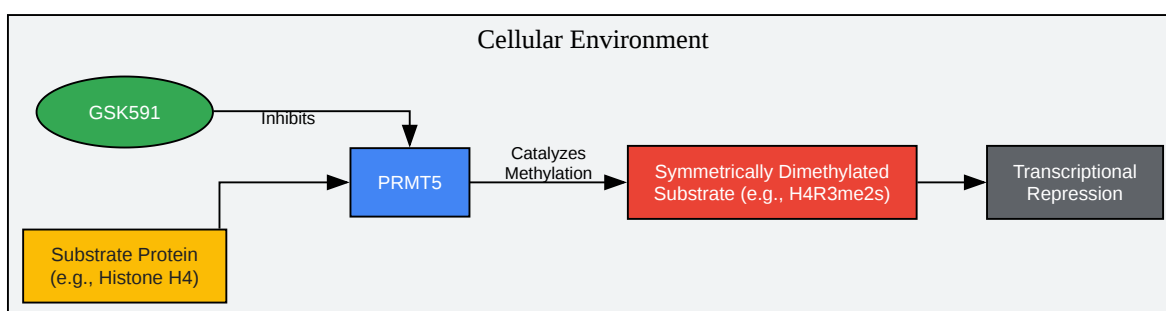 Cellular Environment
GSK591
Inhibits
PRMT5
Catalyzes
Methylation
Symmetrically Dimethylated
Substrate (e.g., H4R3me2s)
Transcriptional
Repression
Substrate Protein
(e.g., Histone H4)